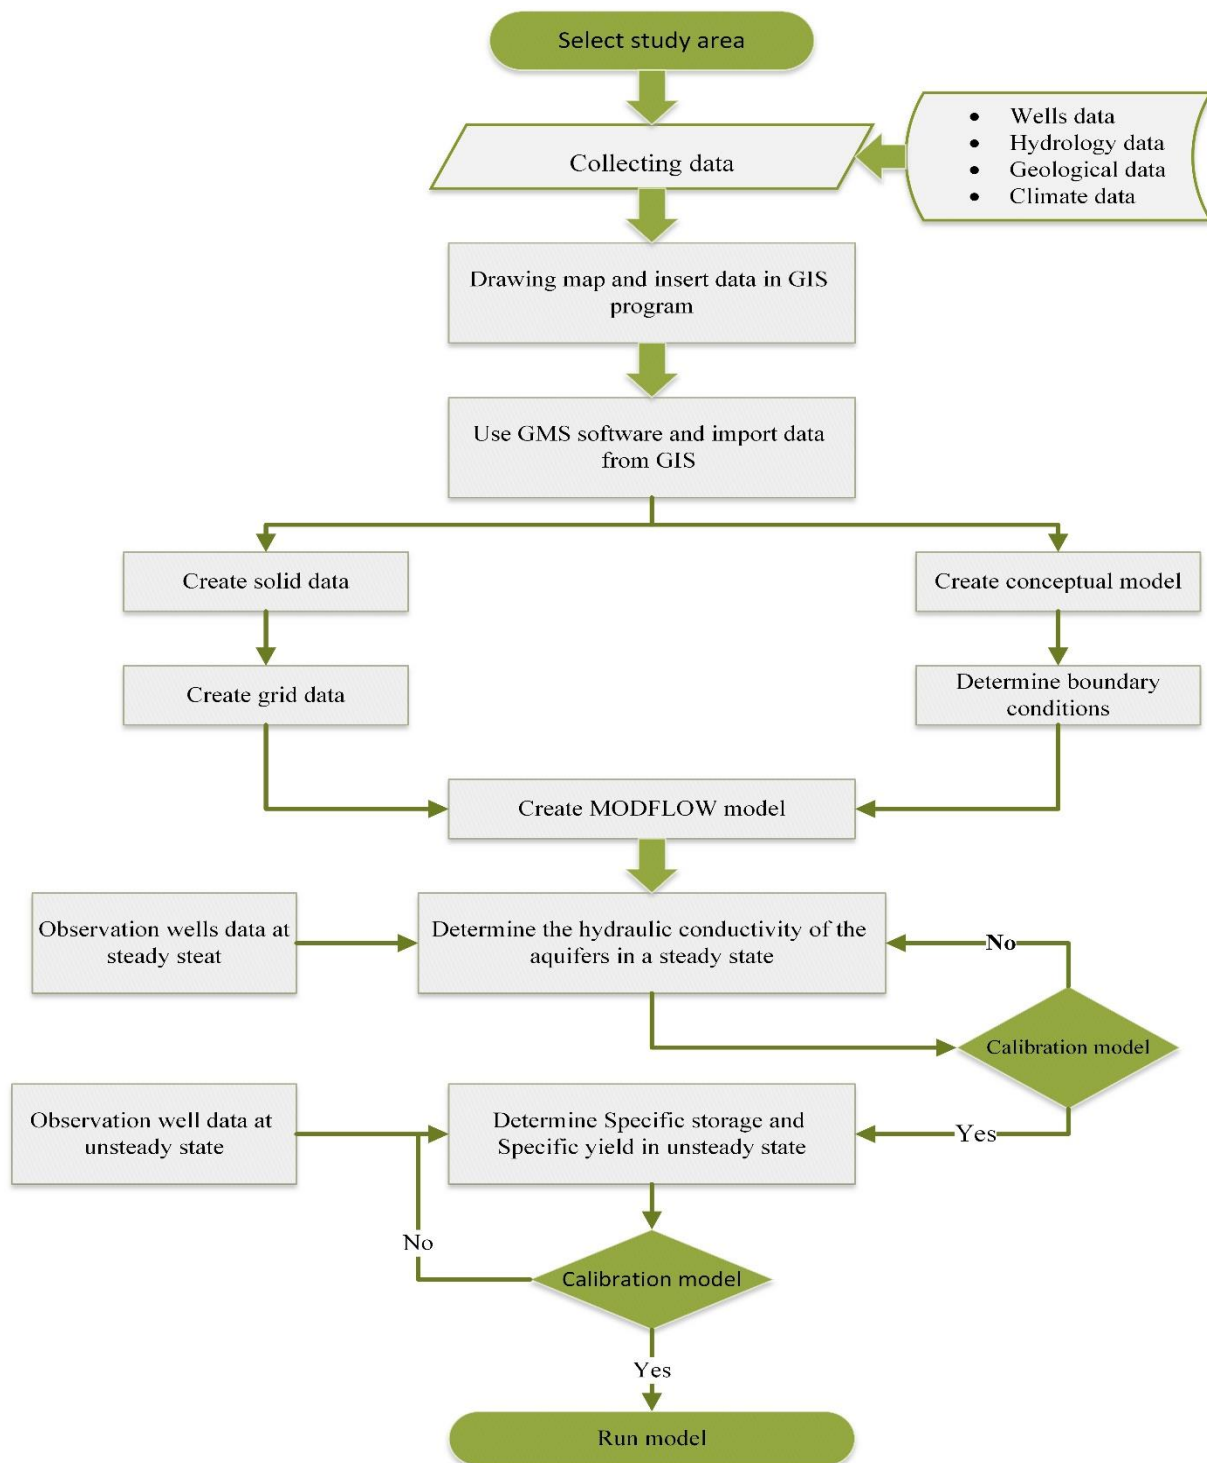 Select study area
Collecting data
• Wells data
• Hydrology data
• Geological data
• Climate data
Drawing map and insert data in GIS
program
Use GMS software and import data
from GIS
Create solid data
Create conceptual model
Create grid data
Determine boundary
conditions
Create MODFLOW model
Observation wells data at
steady steat
Determine the hydraulic conductivity of the
aquifers in a steady state
No
Calibration model
Observation well data at
unsteady state
Determine Specific storage and
Specific yield in unsteady state
Yes
No
Calibration model
Yes
Run model